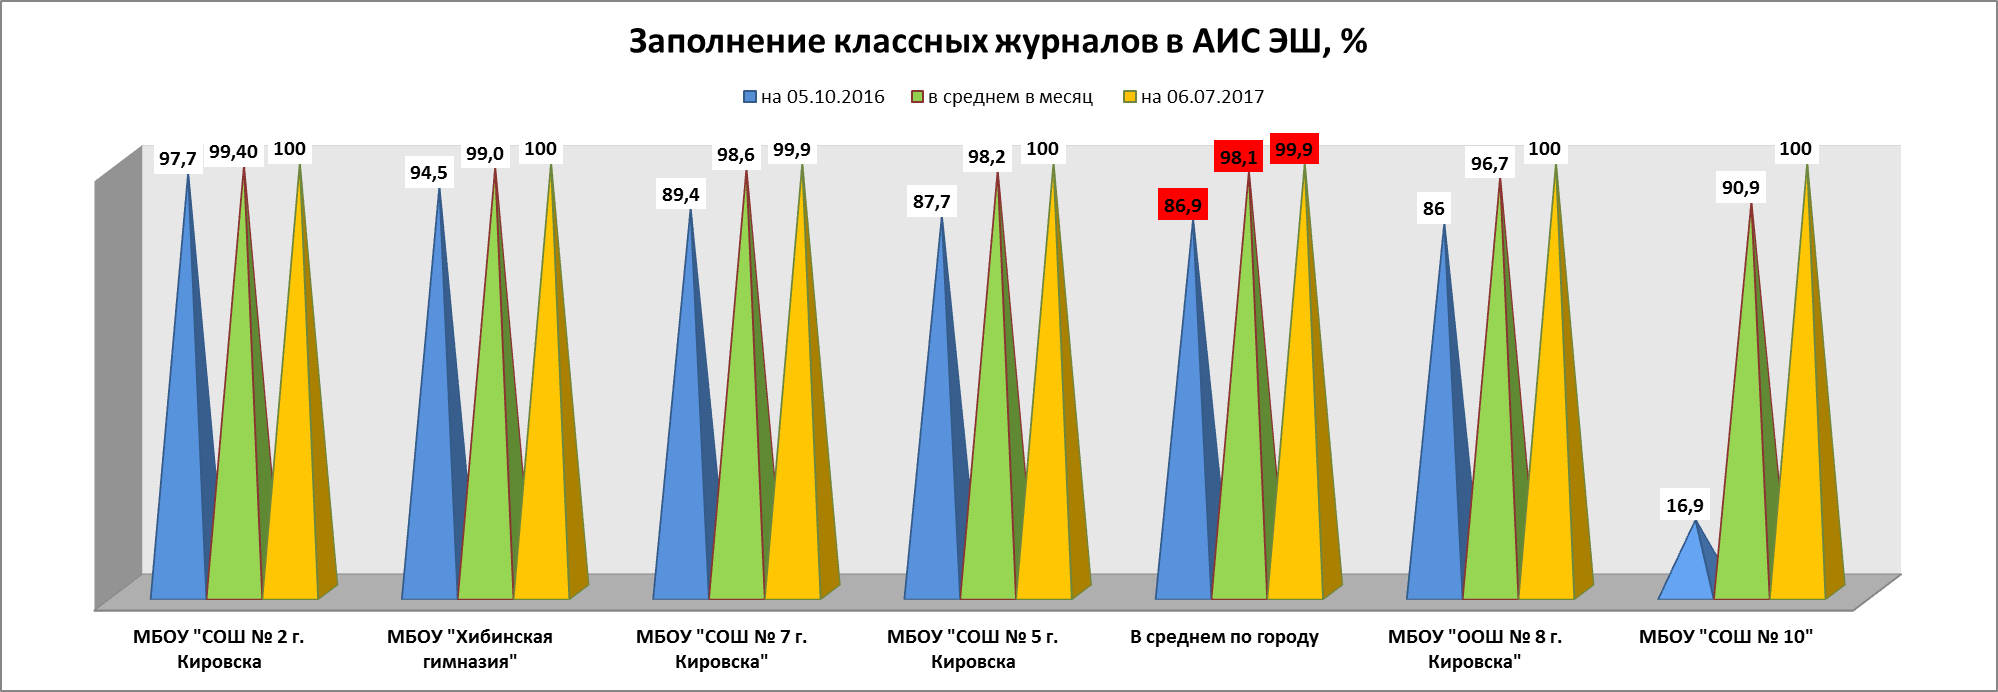 Заполнение классных журналов в АИС ЭШ, %
на 05.10.2016 в среднем в месяц на 06.07.2017
97,7 99,40 100
94,5 99,0 100
89,4 98,6 99,9
87,7 98,2 100
86,9 98,1 99,9
86 96,7 100
16,9 90,9 100
МБОУ "СОШ № 2 г.
Кировска
МБОУ "Хибинская
гимназия"
МБОУ "СОШ № 7 г.
Кировска"
МБОУ "СОШ № 5 г.
Кировска
В среднем по городу
МБОУ "ООШ № 8 г.
Кировска"
МБОУ "СОШ № 10"